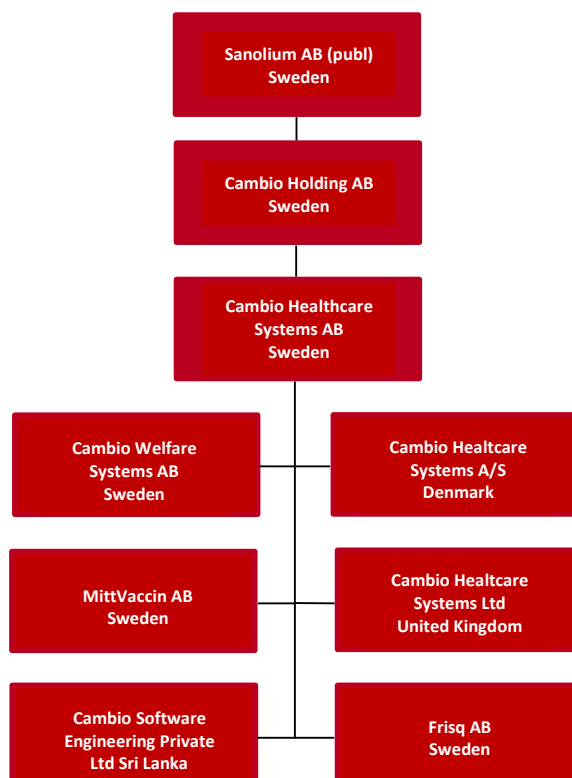 Sanolium AB (publ)
Sweden
Cambio Holding AB
Sweden
Cambio Healthcare
Systems AB
Sweden
Cambio Welfare
Systems AB
Sweden
Cambio Healtcare
Systems A/S
Denmark
MittVaccin AB
Sweden
Cambio Healtcare
Systems Ltd
United Kingdom
Cambio Software
Engineering Private
Ltd Sri Lanka
Frisq AB
Sweden